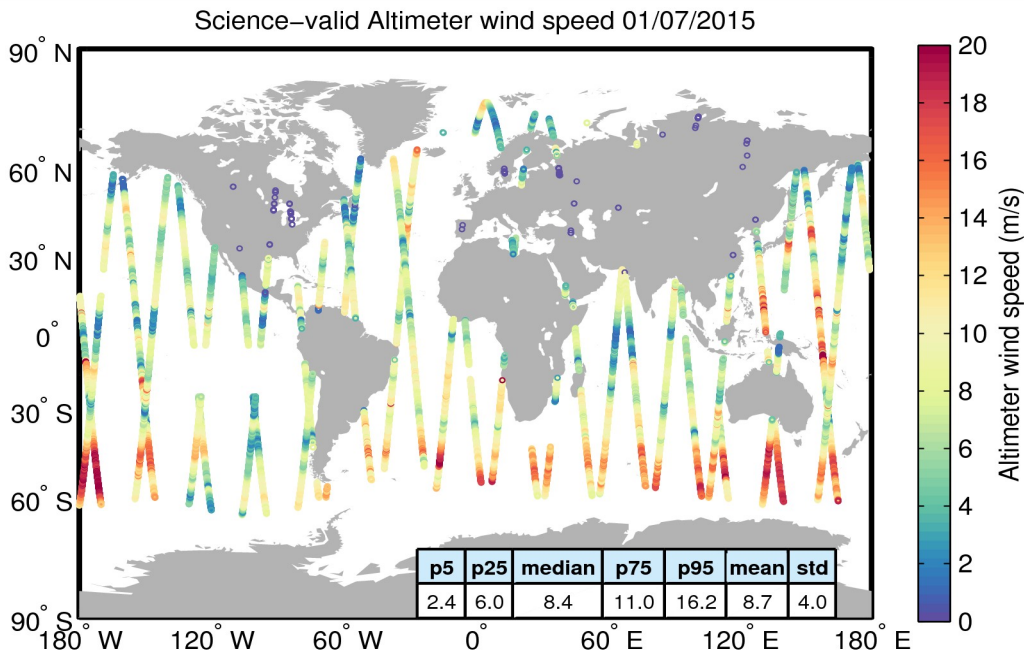 Science−valid Altimeter wind speed 01/07/2015
90° N
60° N
30° N
0°
30° S
60° S
90° S
180° W
120° W
60° W
0°
60° E
120° E
180° E
p5 p25 median p75 p95 mean std
2.4 6.0 8.4 11.0 16.2 8.7 4.0
20
18
16
14
12
10
8
6
4
2
0
Altimeter wind speed (m/s)